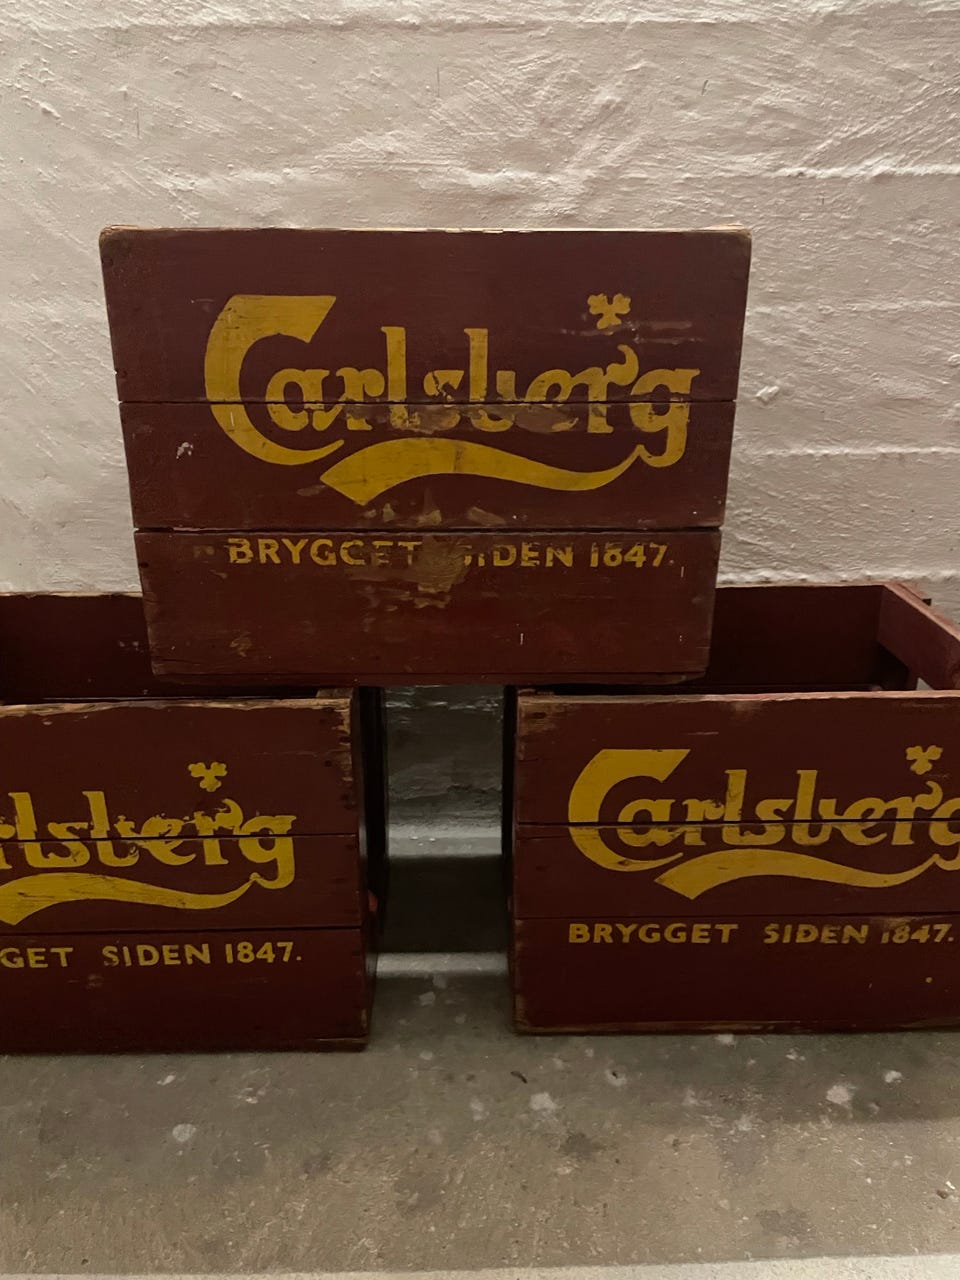 Carlsberg
BRYGGET SIDEN 1847.
rlsberg
GET SIDEN 1847.
Carlsberg
BRYGGET SIDEN 1847.